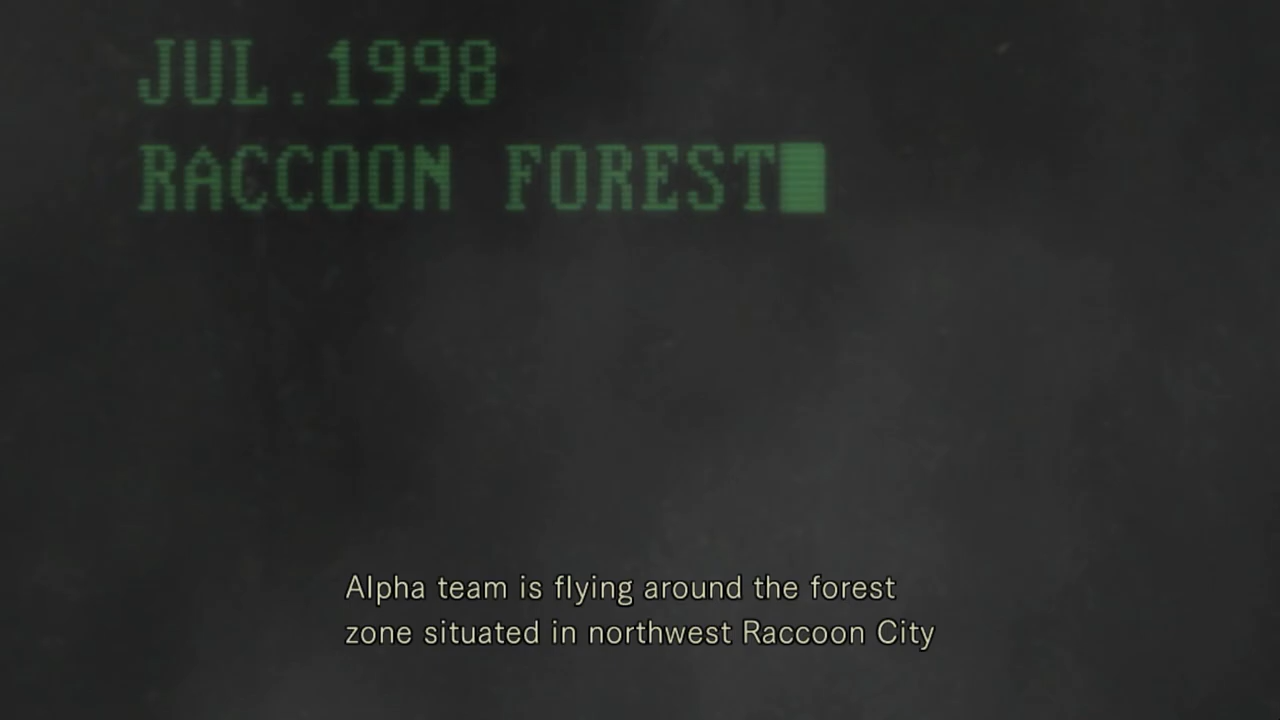 JUL.1998
RACCOON FOREST
Alpha team is flying around the forest
zone situated in northwest Raccoon City